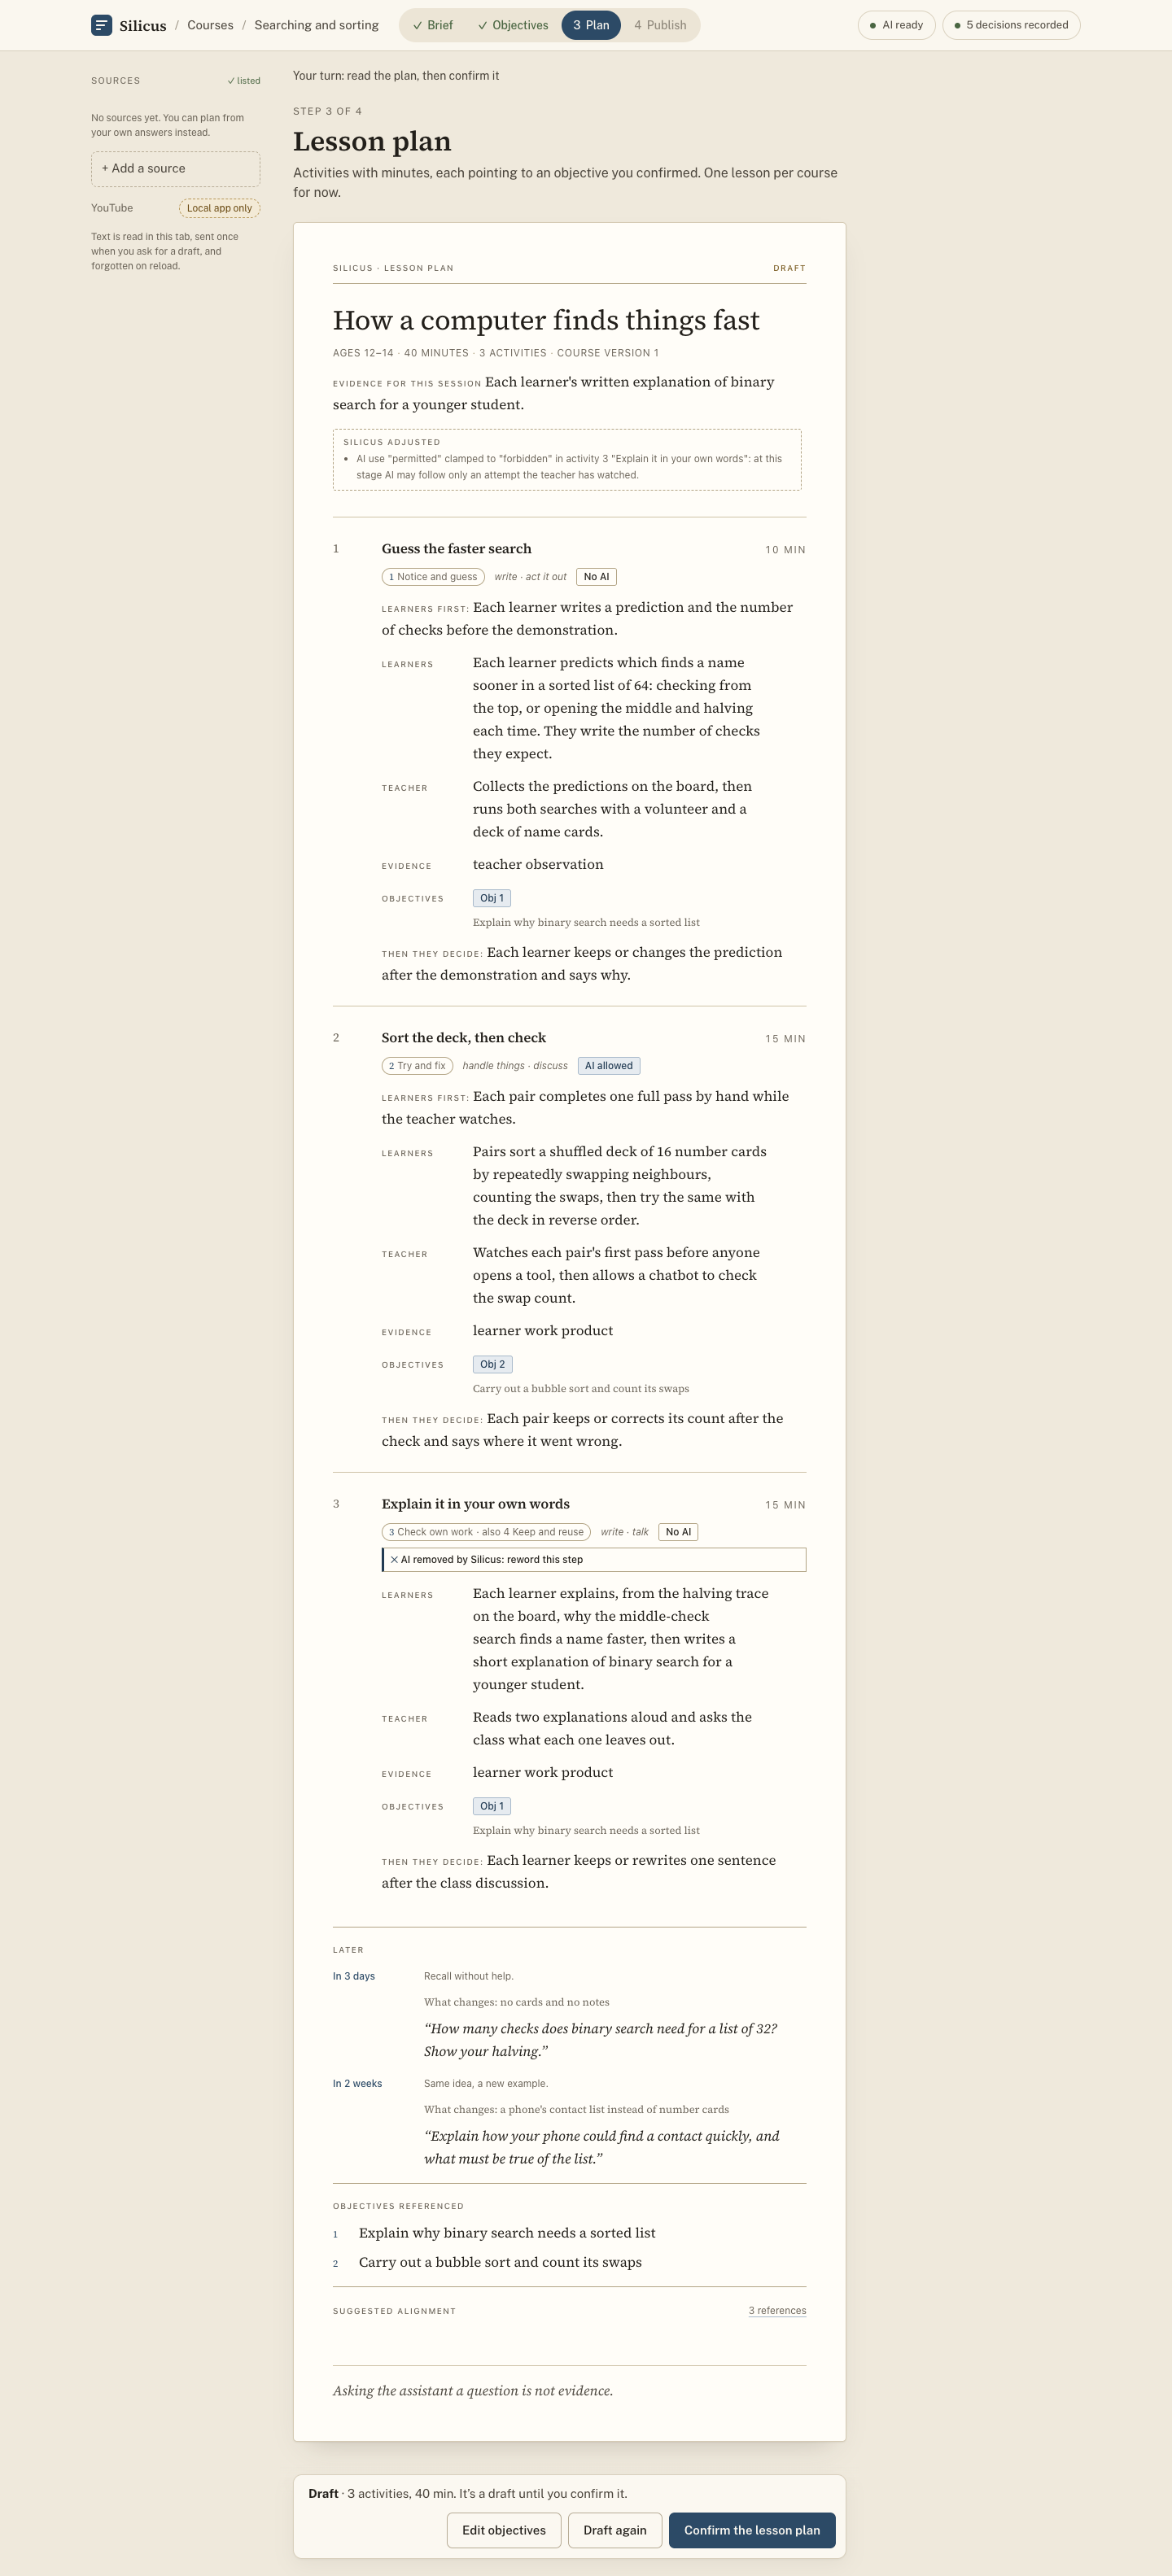 Silicus / Courses / Searching and sorting ✓ Brief ✓ Objectives 3 Plan 4 Publish AI ready 5 decisions recorded
SOURCES ✓ listed
No sources yet. You can plan from
your own answers instead.
+ Add a source
YouTube Local app only
Text is read in this tab, sent once
when you ask for a draft, and
forgotten on reload.
Your turn: read the plan, then confirm it
STEP 3 OF 4
Lesson plan
Activities with minutes, each pointing to an objective you confirmed. One lesson per course
for now.
SILICUS · LESSON PLAN DRAFT
How a computer finds things fast
AGES 12–14 · 40 MINUTES · 3 ACTIVITIES · COURSE VERSION 1
EVIDENCE FOR THIS SESSION Each learner's written explanation of binary
search for a younger student.
SILICUS ADJUSTED
• AI use "permitted" clamped to "forbidden" in activity 3 "Explain it in your own words": at this
stage AI may follow only an attempt the teacher has watched.
1 Guess the faster search 10 MIN
1 Notice and guess write · act it out No AI
LEARNERS FIRST: Each learner writes a prediction and the number
of checks before the demonstration.
LEARNERS Each learner predicts which finds a name
sooner in a sorted list of 64: checking from
the top, or opening the middle and halving
each time. They write the number of checks
they expect.
TEACHER Collects the predictions on the board, then
runs both searches with a volunteer and a
deck of name cards.
EVIDENCE teacher observation
OBJECTIVES Obj 1
Explain why binary search needs a sorted list
THEN THEY DECIDE: Each learner keeps or changes the prediction
after the demonstration and says why.
2 Sort the deck, then check 15 MIN
2 Try and fix handle things · discuss AI allowed
LEARNERS FIRST: Each pair completes one full pass by hand while
the teacher watches.
LEARNERS Pairs sort a shuffled deck of 16 number cards
by repeatedly swapping neighbours,
counting the swaps, then try the same with
the deck in reverse order.
TEACHER Watches each pair's first pass before anyone
opens a tool, then allows a chatbot to check
the swap count.
EVIDENCE learner work product
OBJECTIVES Obj 2
Carry out a bubble sort and count its swaps
THEN THEY DECIDE: Each pair keeps or corrects its count after the
check and says where it went wrong.
3 Explain it in your own words 15 MIN
3 Check own work · also 4 Keep and reuse write · talk No AI
✕ AI removed by Silicus: reword this step
LEARNERS Each learner explains, from the halving trace
on the board, why the middle-check
search finds a name faster, then writes a
short explanation of binary search for a
younger student.
TEACHER Reads two explanations aloud and asks the
class what each one leaves out.
EVIDENCE learner work product
OBJECTIVES Obj 1
Explain why binary search needs a sorted list
THEN THEY DECIDE: Each learner keeps or rewrites one sentence
after the class discussion.
LATER
In 3 days Recall without help.
What changes: no cards and no notes
“How many checks does binary search need for a list of 32?
Show your halving.”
In 2 weeks Same idea, a new example.
What changes: a phone's contact list instead of number cards
“Explain how your phone could find a contact quickly, and
what must be true of the list.”
OBJECTIVES REFERENCED
1 Explain why binary search needs a sorted list
2 Carry out a bubble sort and count its swaps
SUGGESTED ALIGNMENT 3 references
Asking the assistant a question is not evidence.
Draft · 3 activities, 40 min. It’s a draft until you confirm it.
Edit objectives Draft again Confirm the lesson plan